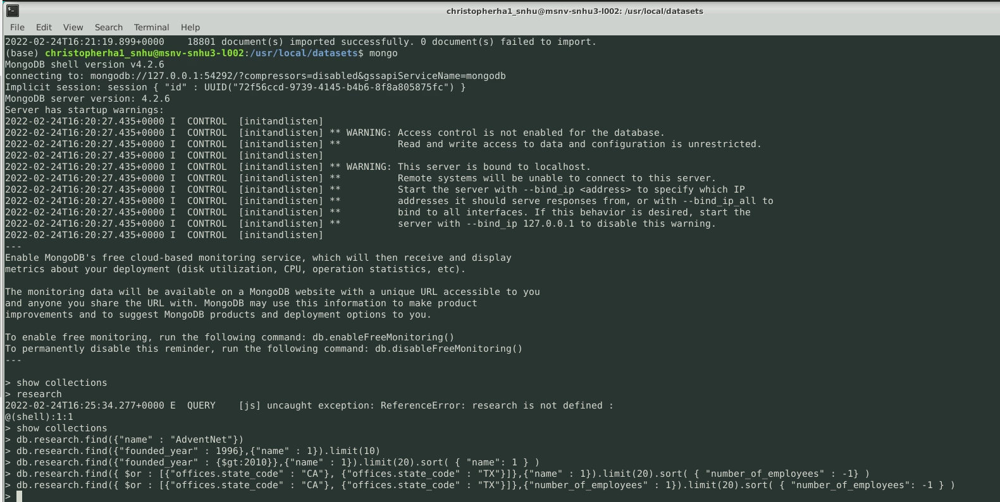 christopherha1_snhu@msnv-snhu3-l002: /usr/local/datasets
File Edit View Search Terminal Help
2022-02-24T16:21:19.899+0000    18801 document(s) imported successfully. 0 document(s) failed to import.
(base) christopherha1_snhu@msnv-snhu3-l002:/usr/local/datasets$ mongo
MongoDB shell version v4.2.6
connecting to: mongodb://127.0.0.1:54292/?compressors=disabled&gssapiServiceName=mongodb
Implicit session: session { "id" : UUID("72f56ccd-9739-4145-b4b6-8f8a805875fc") }
MongoDB server version: 4.2.6
Server has startup warnings:
2022-02-24T16:20:27.435+0000 I  CONTROL  [initandlisten]
2022-02-24T16:20:27.435+0000 I  CONTROL  [initandlisten] ** WARNING: Access control is not enabled for the database.
2022-02-24T16:20:27.435+0000 I  CONTROL  [initandlisten] **          Read and write access to data and configuration is unrestricted.
2022-02-24T16:20:27.435+0000 I  CONTROL  [initandlisten]
2022-02-24T16:20:27.435+0000 I  CONTROL  [initandlisten] ** WARNING: This server is bound to localhost.
2022-02-24T16:20:27.435+0000 I  CONTROL  [initandlisten] **          Remote systems will be unable to connect to this server.
2022-02-24T16:20:27.435+0000 I  CONTROL  [initandlisten] **          Start the server with --bind_ip <address> to specify which IP
2022-02-24T16:20:27.435+0000 I  CONTROL  [initandlisten] **          addresses it should serve responses from, or with --bind_ip_all to
2022-02-24T16:20:27.435+0000 I  CONTROL  [initandlisten] **          bind to all interfaces. If this behavior is desired, start the
2022-02-24T16:20:27.435+0000 I  CONTROL  [initandlisten] **          server with --bind_ip 127.0.0.1 to disable this warning.
2022-02-24T16:20:27.435+0000 I  CONTROL  [initandlisten]
---
Enable MongoDB's free cloud-based monitoring service, which will then receive and display
metrics about your deployment (disk utilization, CPU, operation statistics, etc).
The monitoring data will be available on a MongoDB website with a unique URL accessible to you
and anyone you share the URL with. MongoDB may use this information to make product
improvements and to suggest MongoDB products and deployment options to you.
To enable free monitoring, run the following command: db.enableFreeMonitoring()
To permanently disable this reminder, run the following command: db.disableFreeMonitoring()
---
> show collections
> research
2022-02-24T16:25:34.277+0000 E  QUERY    [js] uncaught exception: ReferenceError: research is not defined :
@(shell):1:1
> show collections
> db.research.find({"name" : "AdventNet"})
> db.research.find({"founded_year" : 1996},{"name" : 1}).limit(10)
> db.research.find({"founded_year" : {$gt:2010}},{"name" : 1}).limit(20).sort( { "name": 1 } )
> db.research.find({ $or : [{"offices.state_code" : "CA"}, {"offices.state_code" : "TX"}]},{"name" : 1}).limit(20).sort( { "number_of_employees" : -1} )
> db.research.find({ $or : [{"offices.state_code" : "CA"}, {"offices.state_code" : "TX"}]},{"number_of_employees" : 1}).limit(20).sort( { "number_of_employees": -1 } )
>